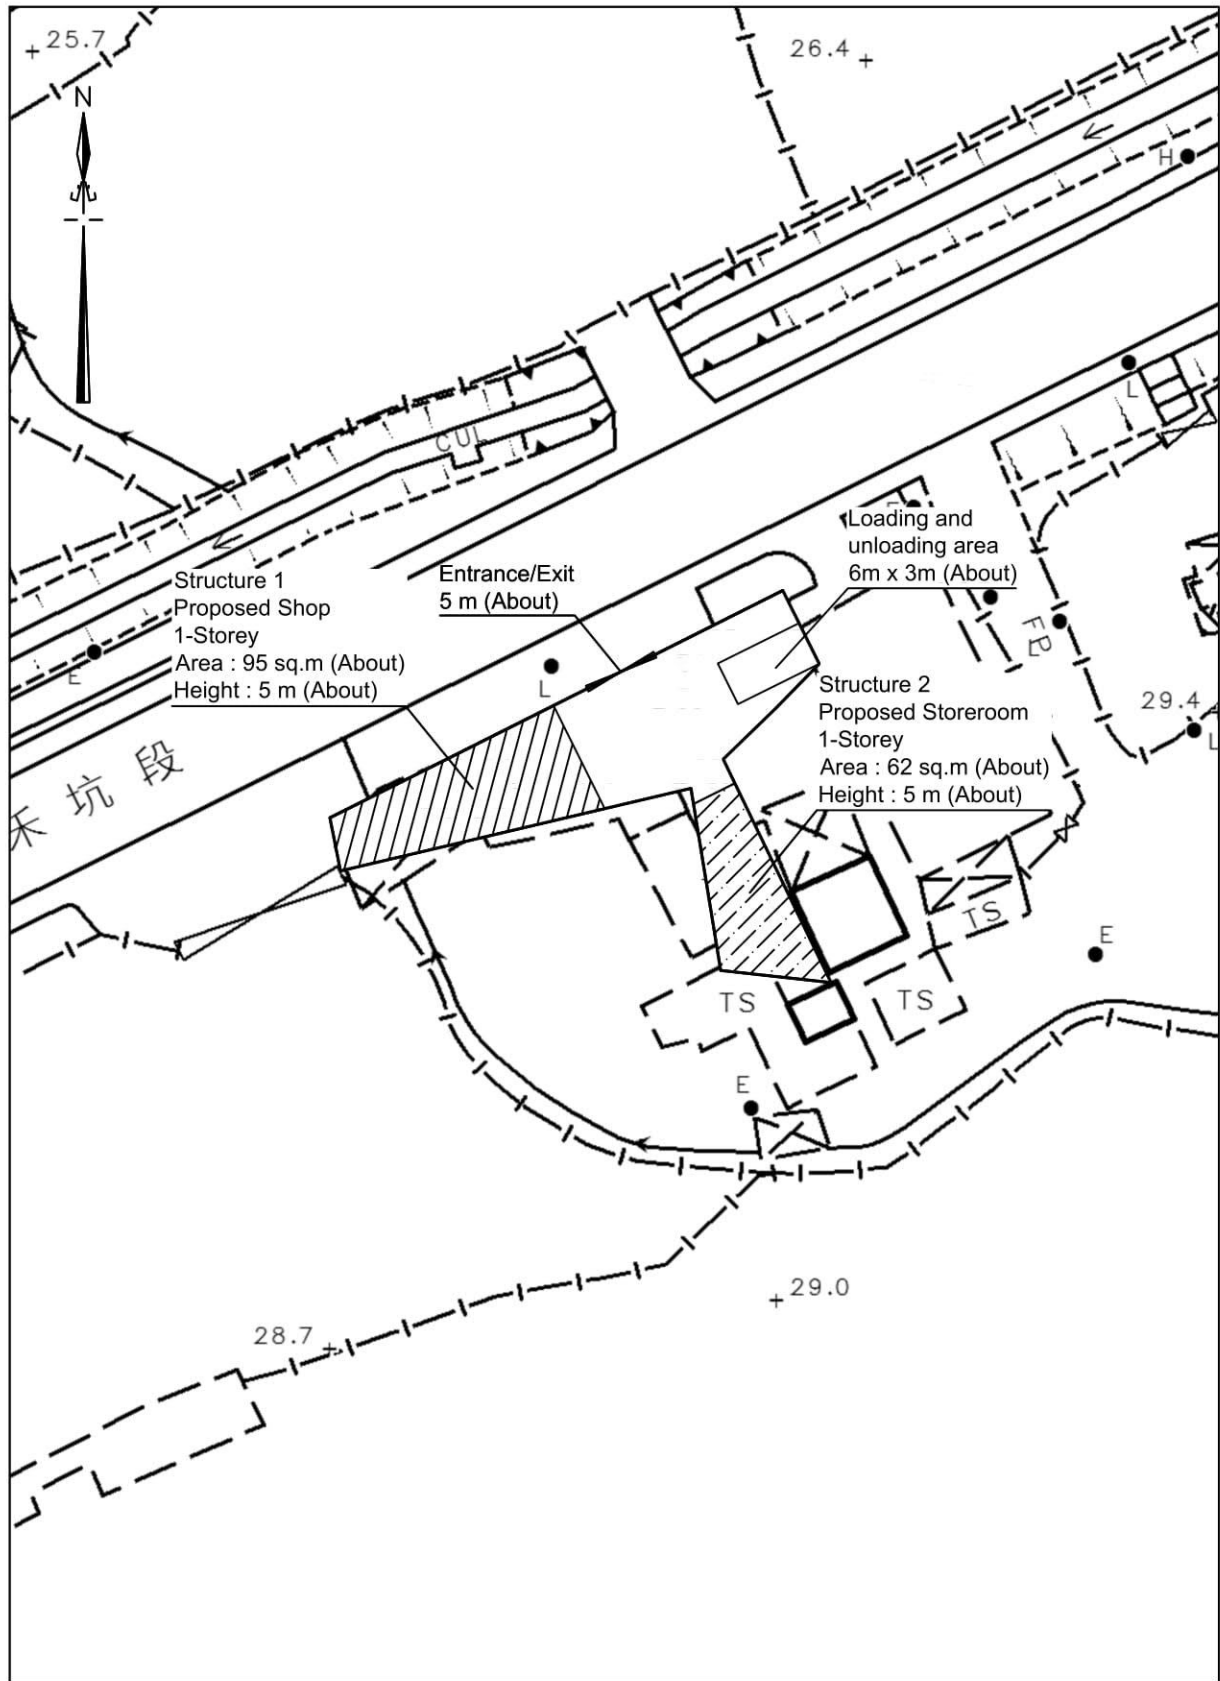 25.7
26.4
N
H
L
CUL
Loading and
unloading area
6m x 3m (About)
Entrance/Exit
5 m (About)
Structure 1
Proposed Shop
1-Storey
Area : 95 sq.m (About)
Height : 5 m (About)
E
L
FB
Structure 2
Proposed Storeroom
1-Storey
Area : 62 sq.m (About)
Height : 5 m (About)
29.4
L
禾坑段
TS
E
TS
TS
E
29.0
28.7